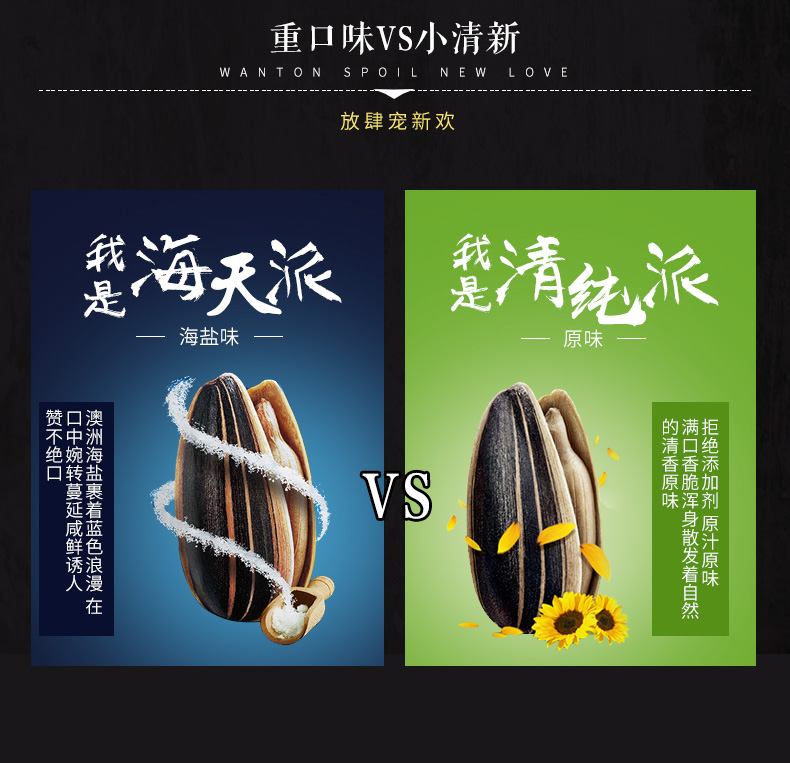 重口味VS小清新
WANTON SPOIL NEW LOVE
放肆宠新欢
我是海天派
海盐味
澳洲海盐裹着蓝色浪漫 在
口中婉转蔓延咸鲜诱人
赞不绝口
VS
我是清纯派
原味
拒绝添加剂 原汁原味
满口香脆浑身散发着自然
的清香原味